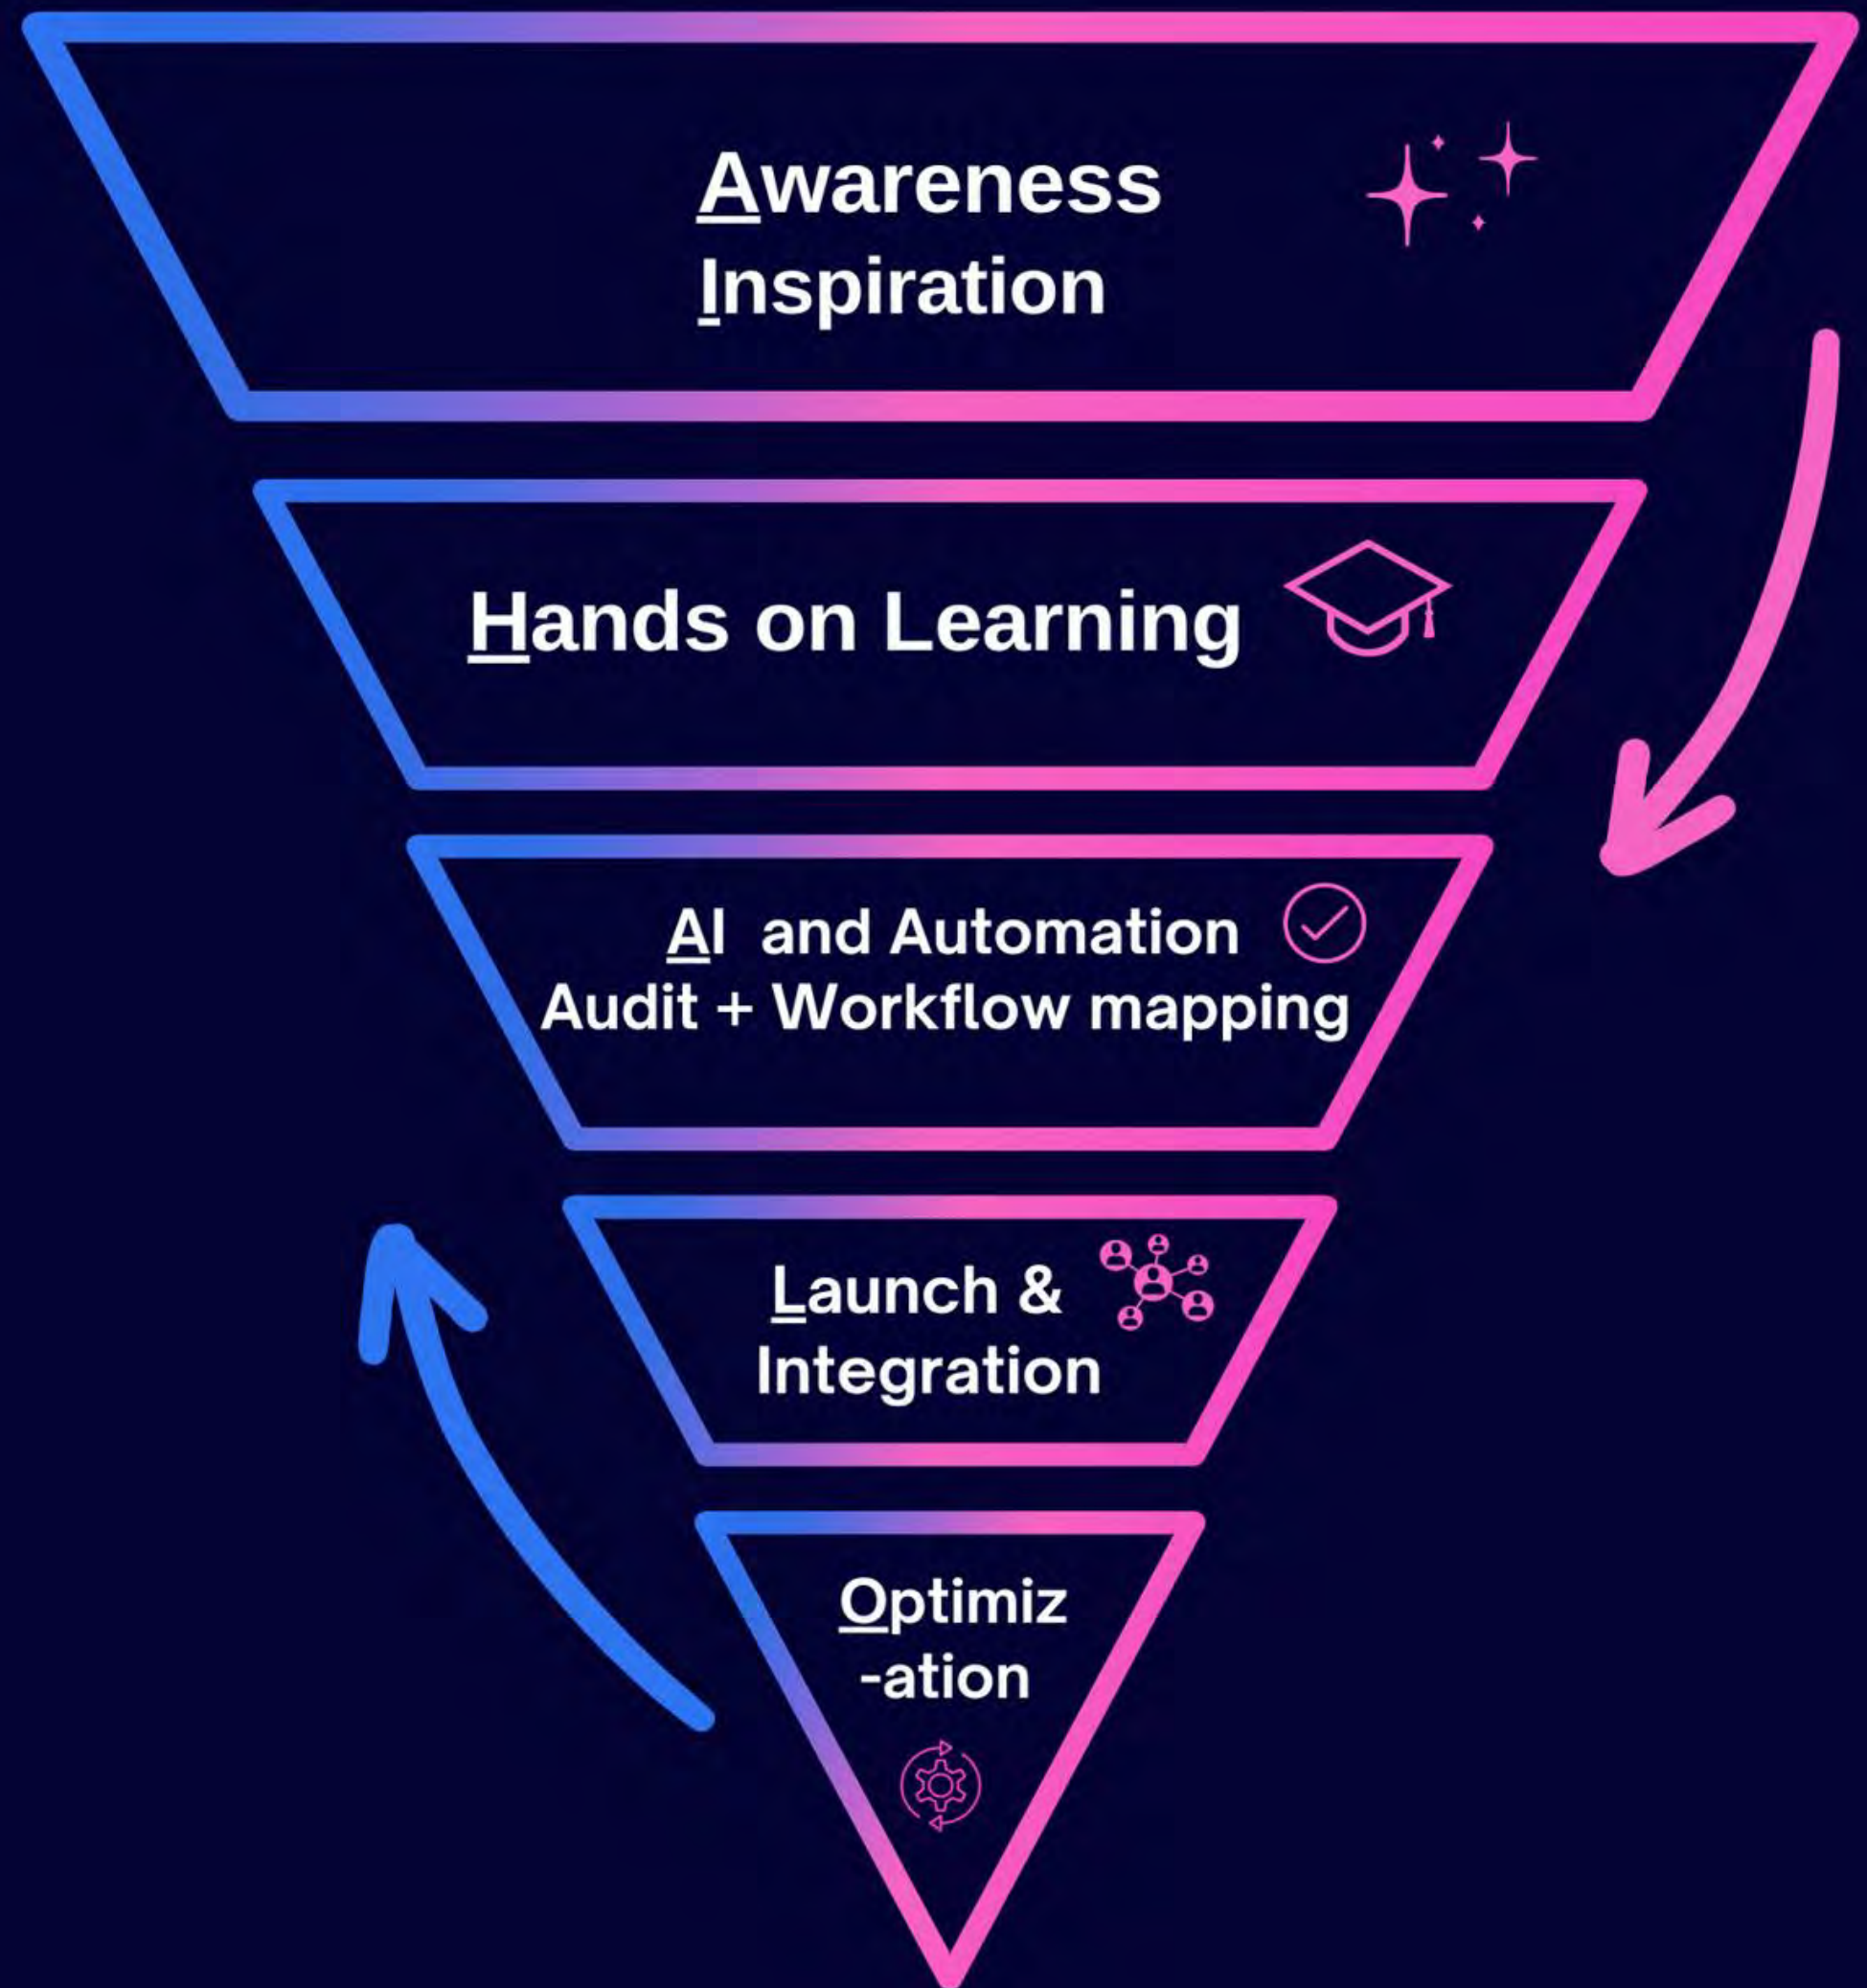 Awareness
Inspiration
Hands on Learning
AI and Automation
Audit + Workflow mapping
Launch &
Integration
Optimiz
-ation